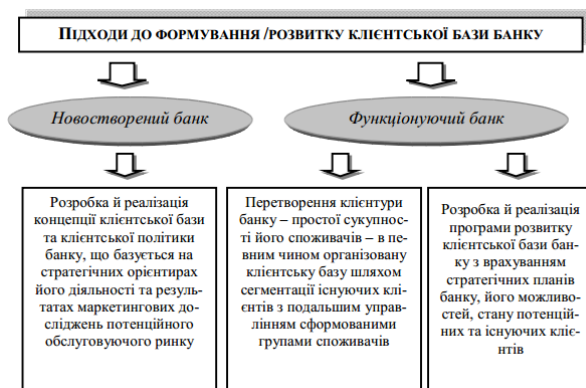 ПІДХОДИ ДО ФОРМУВАННЯ /РОЗВИТКУ КЛІЄНТСЬКОЇ БАЗИ БАНКУ
Новостворений банк
Функціонуючий банк
Розробка й реалізація
концепції клієнтської бази
та клієнтської політики
банку, що базується на
стратегічних орієнтирах
його діяльності та резуль-
татах маркетингових до-
сліджень потенційного
обслуговуючого ринку
Перетворення клієнтури
банку – простої сукупнос-
ті його споживачів – в пе-
вним чином організовану
клієнтську базу шляхом
сегментації існуючих клі-
єнтів з подальшим управ-
лінням сформованими
групами споживачів
Розробка й реалізація
програми розвитку
клієнтської бази бан-
ку з врахуванням
стратегічних планів
банку, його можливо-
стей, стану потенцій-
них та існуючих клієн-
тів